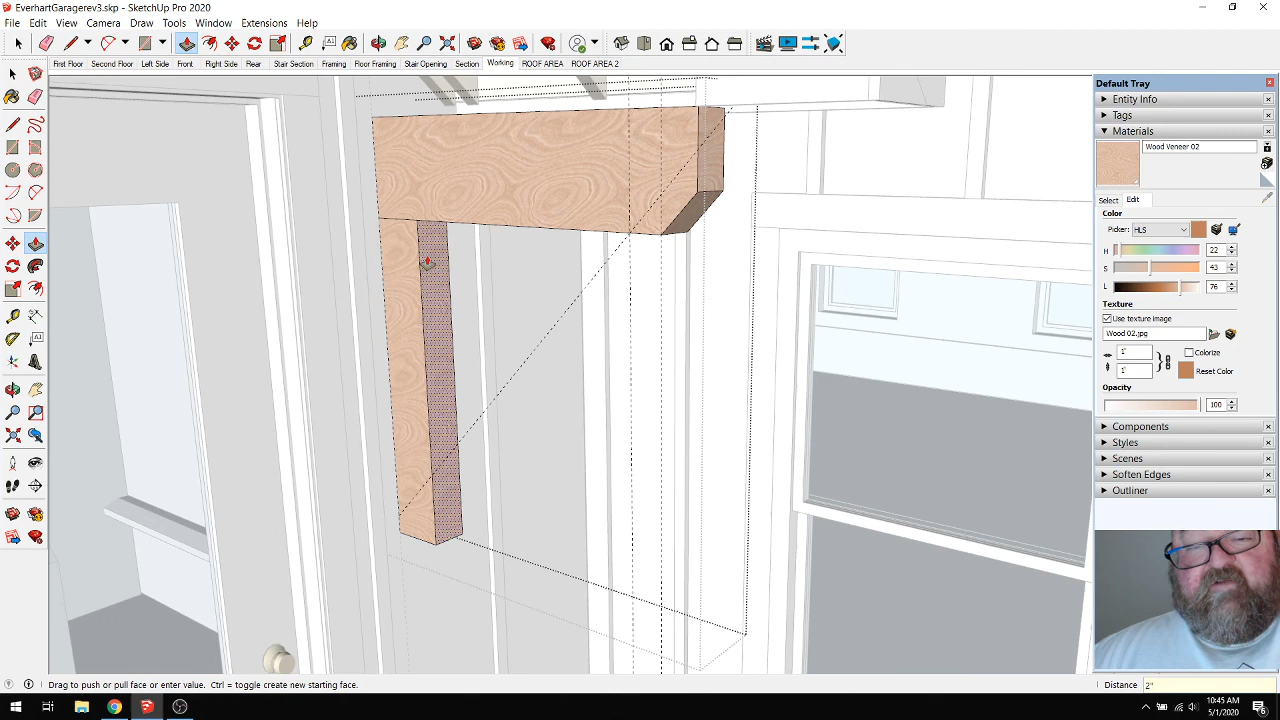 EverhartGaragerev3.skp - SketchUp Pro 2020
File Edit View Camera Draw Tools Window Extensions Help
First Floor Second Floor Left Side Front Right Side Rear Stair Section Framing Floor Framing Stair Opening Section Working ROOF AREA ROOF AREA 2
Default Tray
Entity Info
Tags
Materials
Wood Veneer 02
Select Edit
Color
Picker: HLS
H 22
S 43
L 76
Texture
Use texture image
Wood 02.jpg
1'
Colorize
1'
Reset Color
Opacity
100
Components
Styles
Scenes
Soften Edges
Outliner
Drag to push or pull face or enter value. Ctrl = toggle create new starting face.
Distance 2"
10:45 AM
5/1/2020